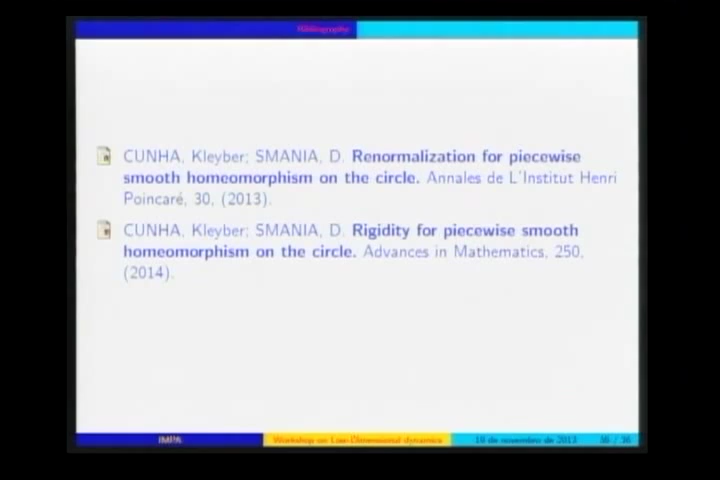 Bibliography
CUNHA, Kleyber; SMANIA, D. Renormalization for piecewise
smooth homeomorphism on the circle. Annales de L'Institut Henri
Poincaré, 30, (2013).
CUNHA, Kleyber; SMANIA, D. Rigidity for piecewise smooth
homeomorphism on the circle. Advances in Mathematics, 250,
(2014).
IMPA Workshop on Low-Dimensional dynamics 18 de novembro de 2013 36 / 36